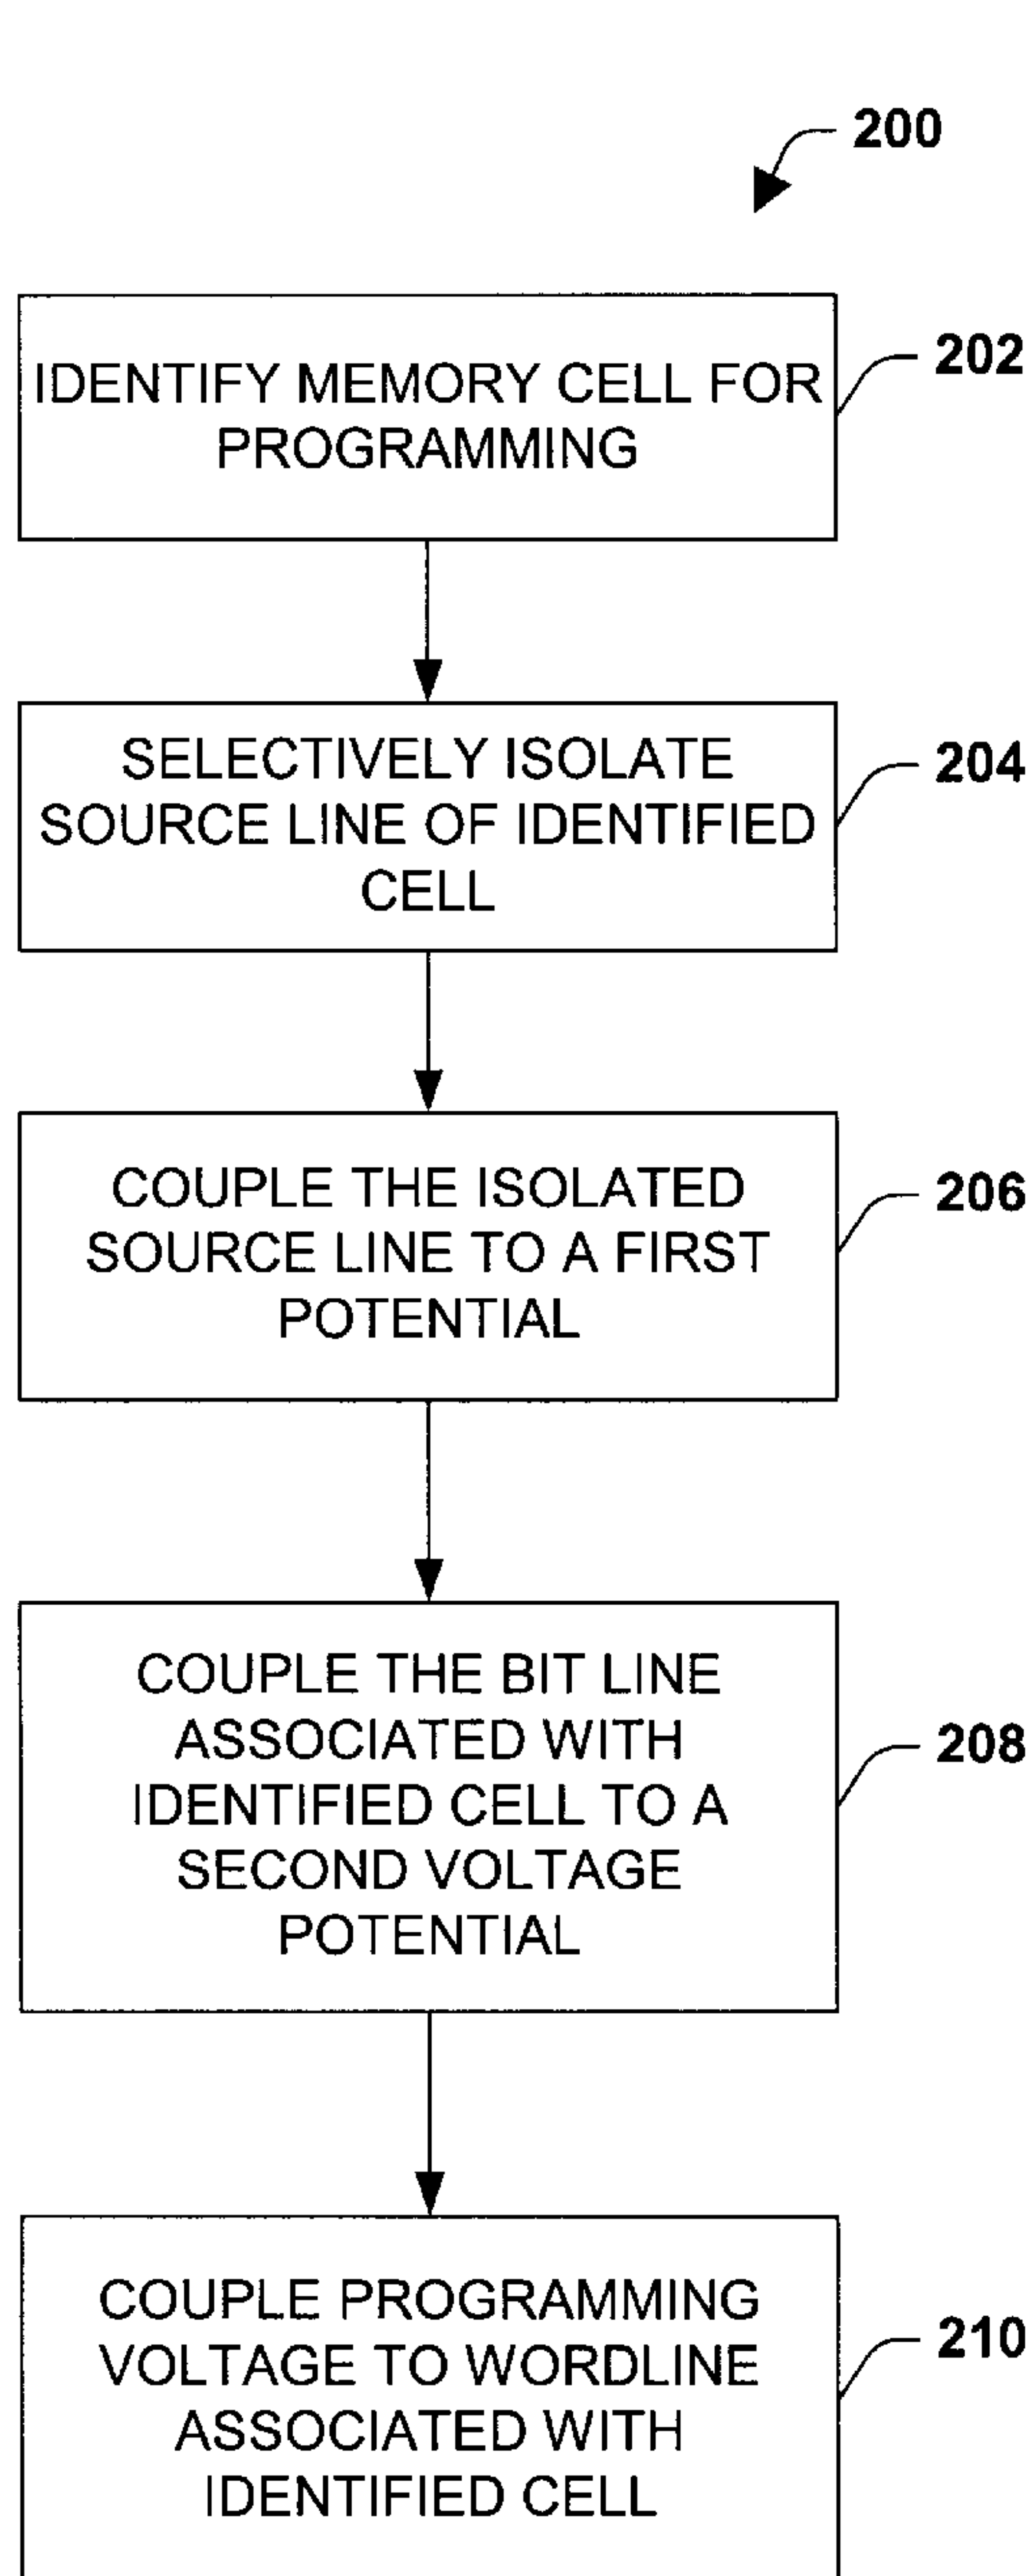 200
IDENTIFY MEMORY CELL FOR
PROGRAMMING
202
SELECTIVELY ISOLATE
SOURCE LINE OF IDENTIFIED
CELL
204
COUPLE THE ISOLATED
SOURCE LINE TO A FIRST
POTENTIAL
206
COUPLE THE BIT LINE
ASSOCIATED WITH
IDENTIFIED CELL TO A
SECOND VOLTAGE
POTENTIAL
208
COUPLE PROGRAMMING
VOLTAGE TO WORDLINE
ASSOCIATED WITH
IDENTIFIED CELL
210